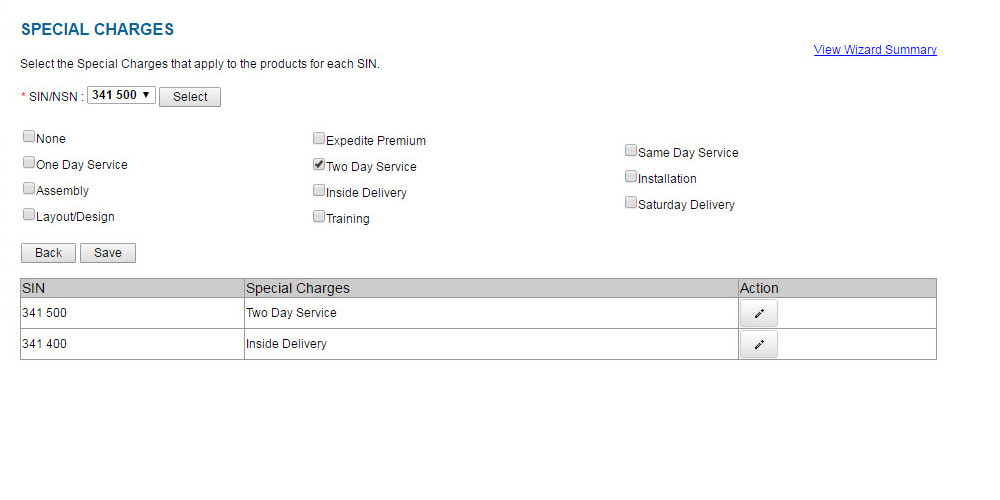 SPECIAL CHARGES
View Wizard Summary
Select the Special Charges that apply to the products for each SIN.
* SIN/NSN : 341 500 Select
None
Expedite Premium
Same Day Service
One Day Service
Two Day Service
Installation
Assembly
Inside Delivery
Saturday Delivery
Layout/Design
Training
Back Save
SIN Special Charges Action
341 500 Two Day Service
341 400 Inside Delivery